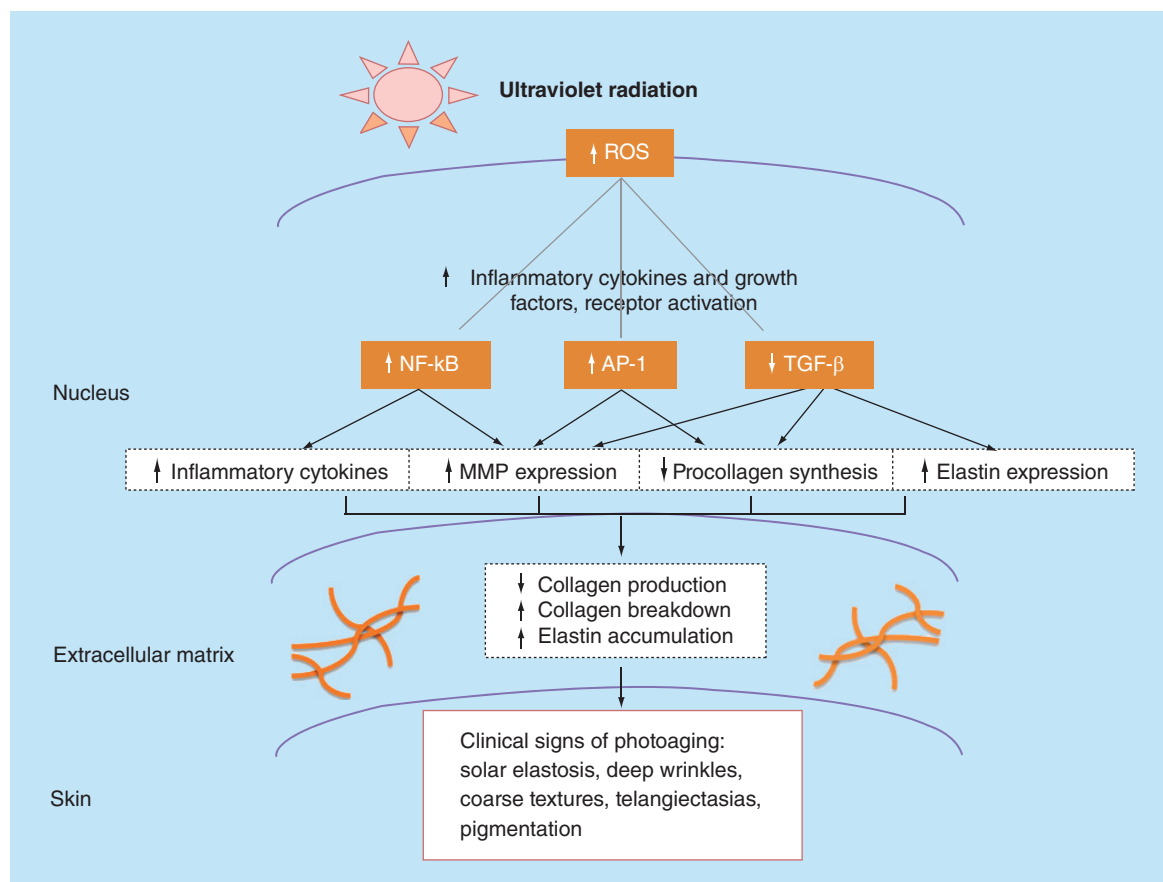 Ultraviolet radiation
↑ ROS
↑ Inflammatory cytokines and growth
factors, receptor activation
↑ NF-kB
↑ AP-1
↓ TGF-β
Nucleus
↑ Inflammatory cytokines
↑ MMP expression
↓ Procollagen synthesis
↑ Elastin expression
↓ Collagen production
↑ Collagen breakdown
↑ Elastin accumulation
Extracellular matrix
Clinical signs of photoaging:
solar elastosis, deep wrinkles,
coarse textures, telangiectasias,
pigmentation
Skin